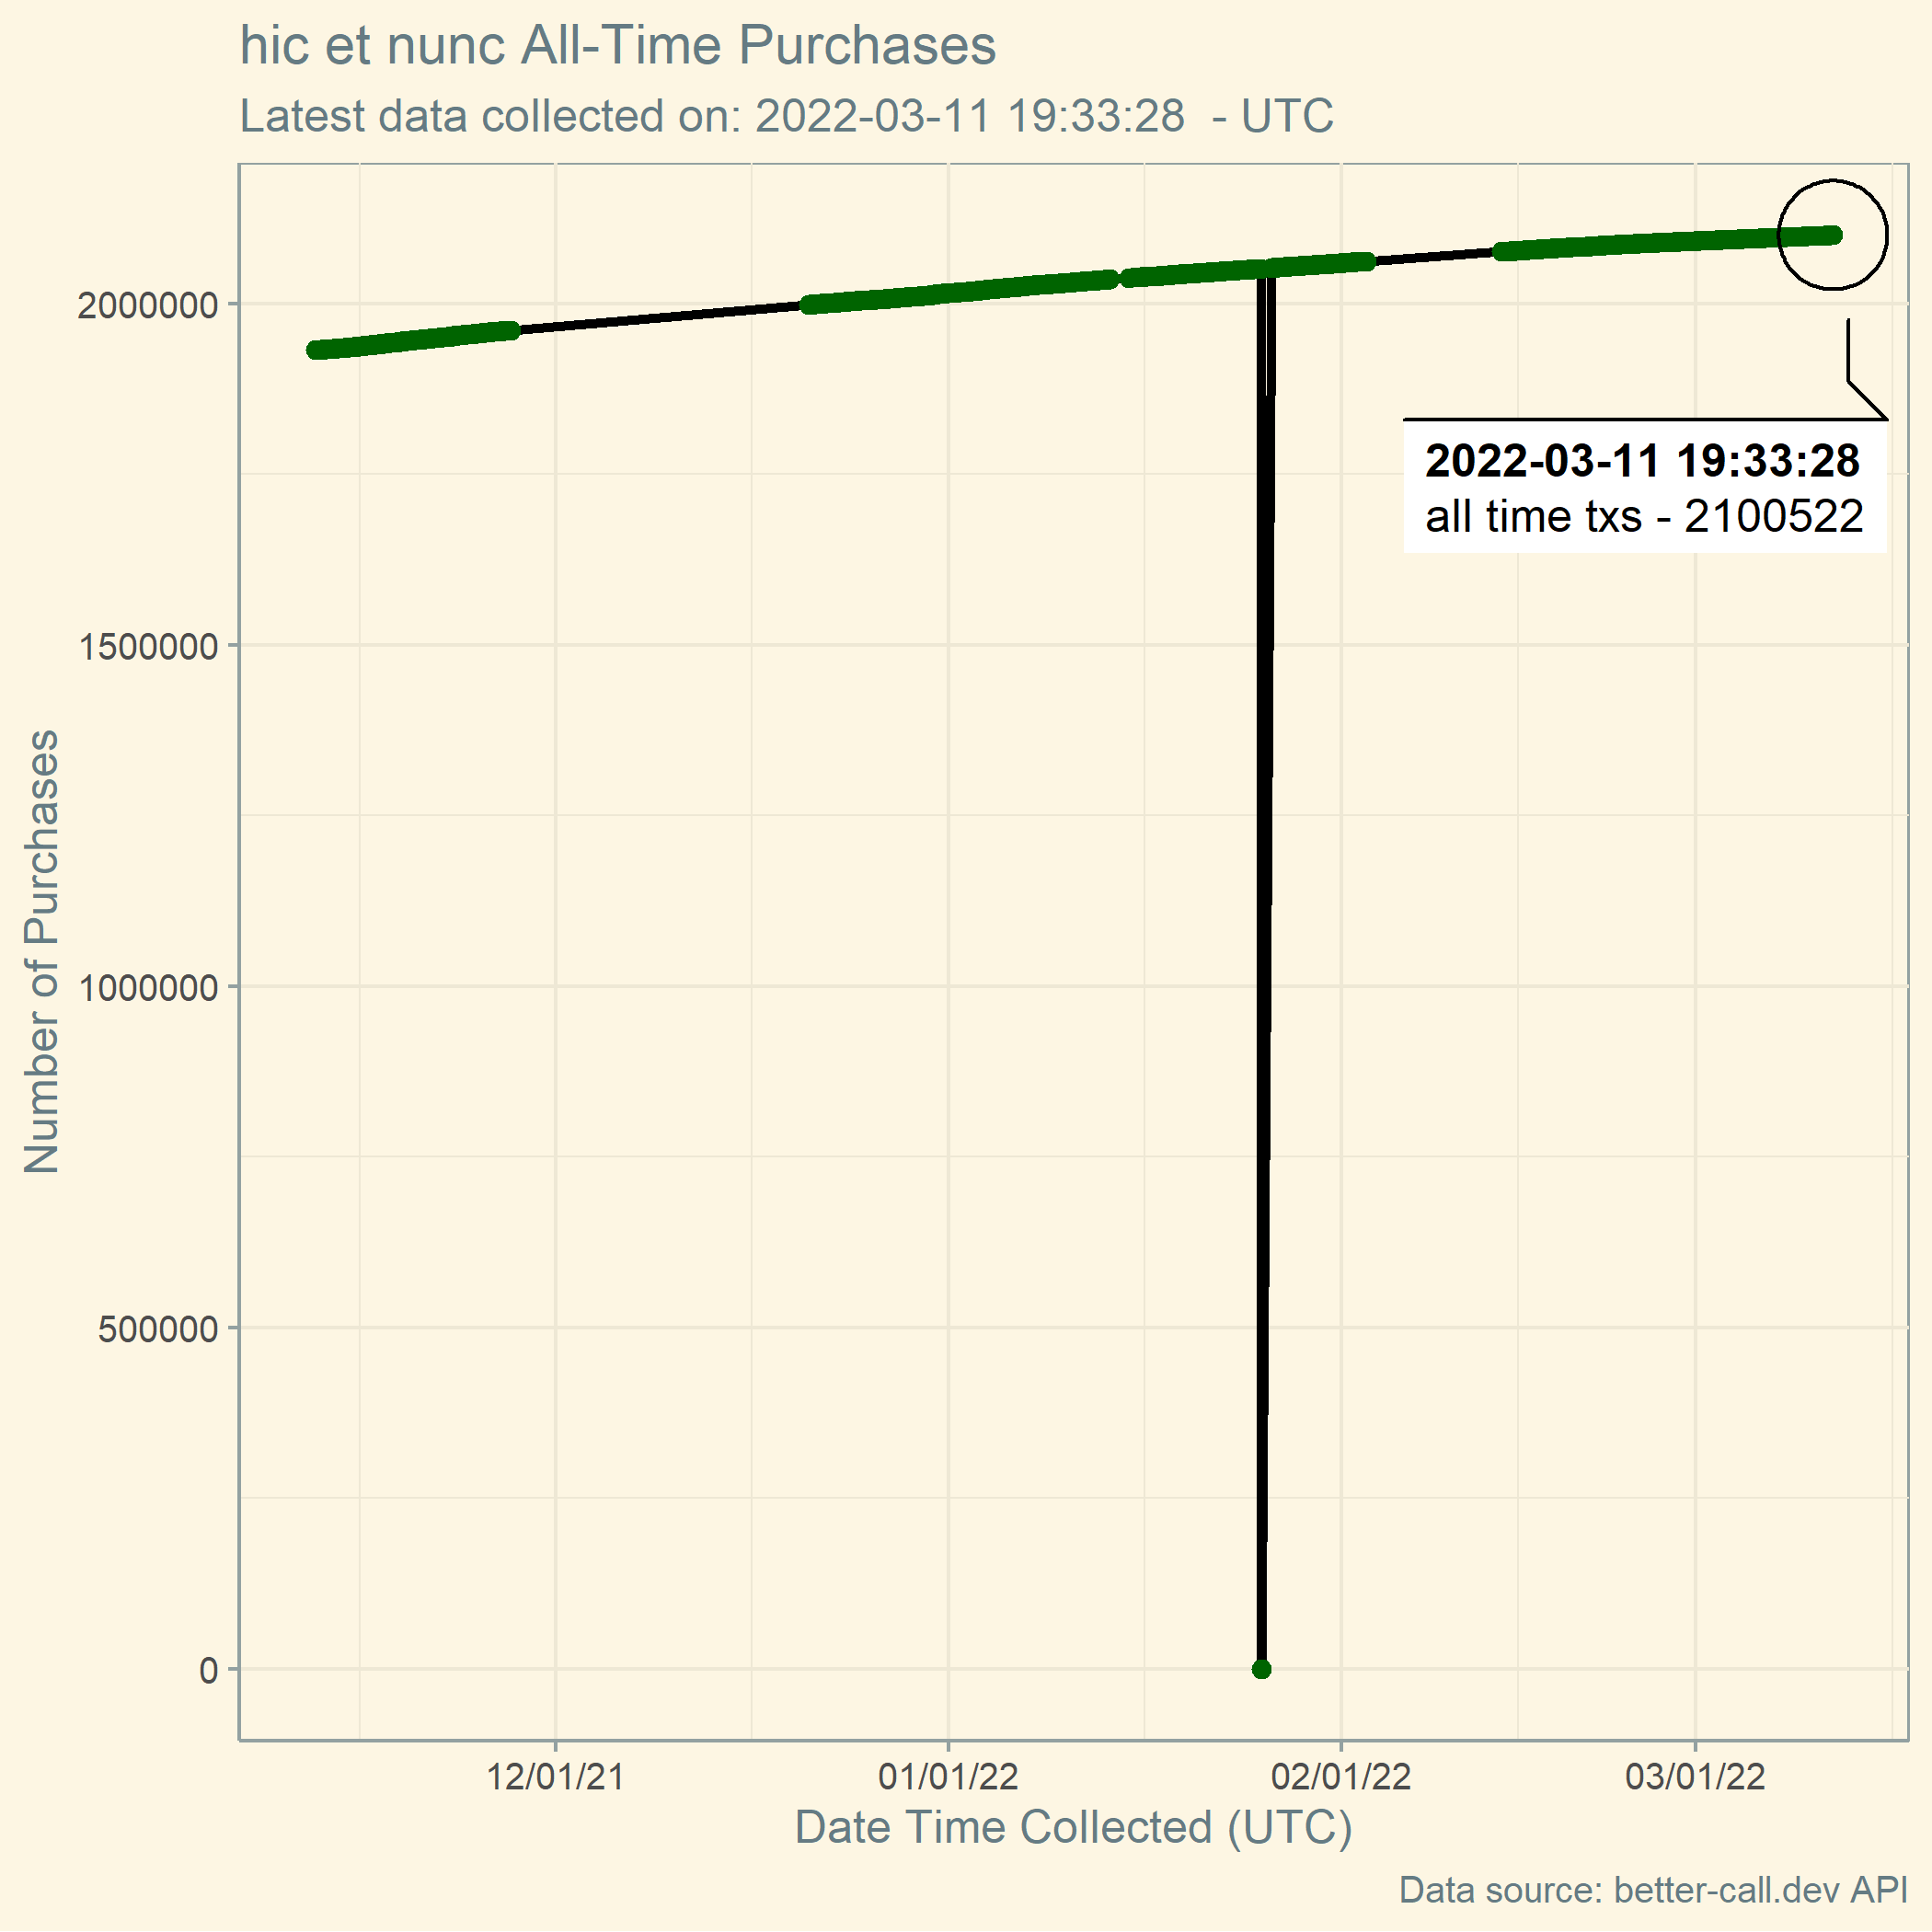 hic et nunc All-Time Purchases
Latest data collected on: 2022-03-11 19:33:28  - UTC
2022-03-11 19:33:28
all time txs - 2100522
Number of Purchases
2000000
1500000
1000000
500000
0
12/01/21 01/01/22 02/01/22 03/01/22
Date Time Collected (UTC)
Data source: better-call.dev API